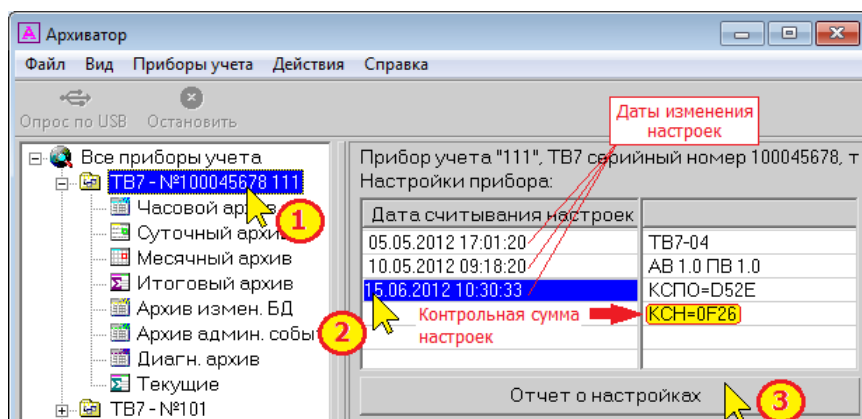 Архиватор
Файл Вид Приборы учета Действия Справка
Опрос по USB Остановить
Даты изменения
настроек
Все приборы учета
ТВ7 - №100045678 111
Часовой архив
1
Суточный архив
Месячный архив
Итоговый архив
Архив измен. БД
Архив админ. собы
2
Диагн. архив
Текущие
ТВ7 - №101
Прибор учета "111", ТВ7 серийный номер 100045678, т
Настройки прибора:
Дата считывания настроек
05.05.2012 17:01:20 ТВ7-04
10.05.2012 09:18:20 АВ 1.0 ПВ 1.0
15.06.2012 10:30:33 КСПО=D52E
Контрольная сумма
настроек
КСН=0F26
Отчет о настройках
3